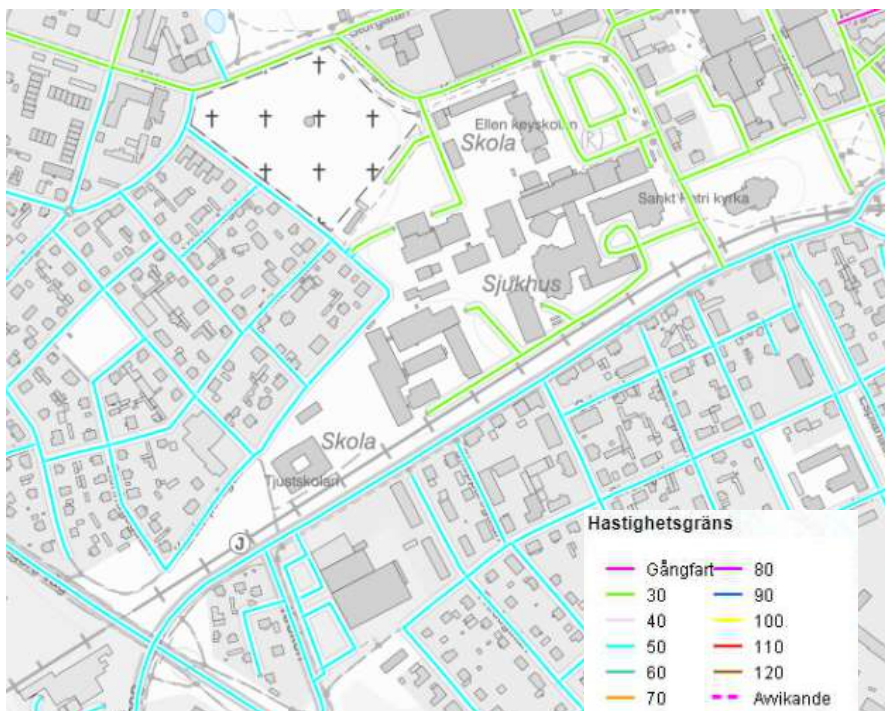 Storgatan
Ellen keyskolan
Skola
(R)
Sankt Petri kyrka
Sjukhus
Skola
Tjustskolan
J
Hastighetsgräns
Gångfart
30
40
50
60
70
80
90
100
110
120
Avvikande